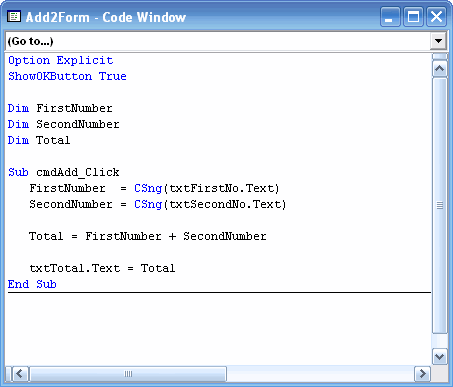 Add2Form - Code Window
(Go to...)
Option Explicit
ShowOKButton True
Dim FirstNumber
Dim SecondNumber
Dim Total
Sub cmdAdd_Click
FirstNumber  = CSng(txtFirstNo.Text)
SecondNumber = CSng(txtSecondNo.Text)
Total = FirstNumber + SecondNumber
txtTotal.Text = Total
End Sub